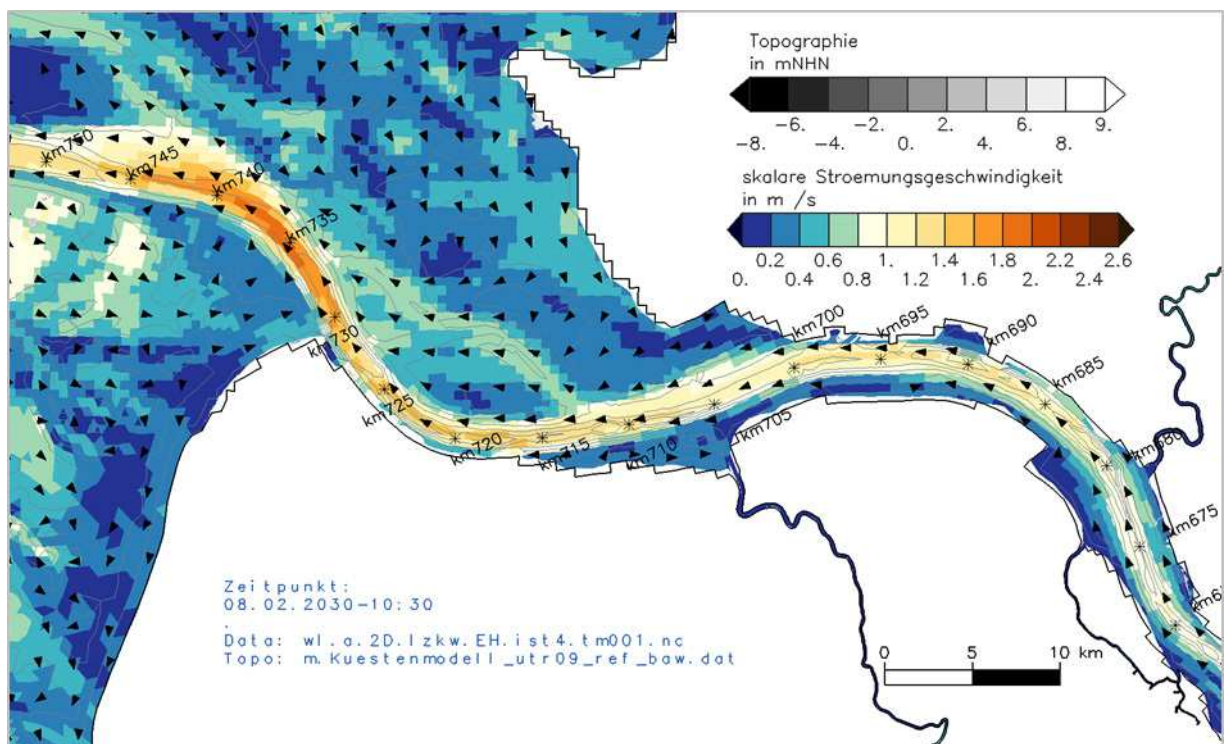 Topographie
in mNHN
-6. -2. 2. 6. 9.
-8. -4. 0. 4. 8.
skalare Stroemungsgeschwindigkeit
in m /s
0.2 0.6 1. 1.4 1.8 2.2 2.6
0. 0.4 0.8 1.2 1.6 2. 2.4
km750
km745
km740
km735
km730
km725
km720
km715
km710
km705
km700
km695
km690
km685
km680
km675
Zeitpunkt:
08.02.2030-10:30
.
Data: wl.a.2D.lzkw.EH.ist4.tm001.nc
Topo: m.Kuestenmodell_utr09_ref_baw.dat
0 5 10 km